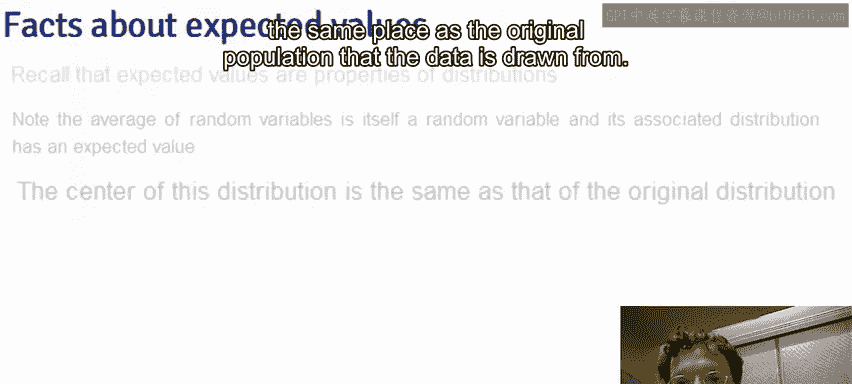 Facts about expected values
the same place as the original
population that the data is drawn from.
Recall that expected values are properties of distributions
Note the average of random variables is itself a random variable and its associated distribution
has an expected value
The center of this distribution is the same as that of the original distribution